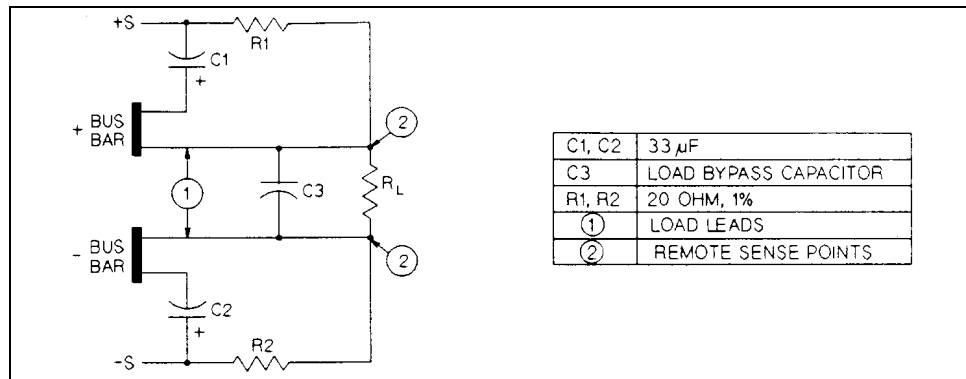 +S
R1
C1
+
+ BUS BAR
2
1
C3
RL
- BUS BAR
2
C2
+
R2
-S
C1, C2 33 µF
C3 LOAD BYPASS CAPACITOR
R1, R2 20 OHM, 1%
1 LOAD LEADS
2 REMOTE SENSE POINTS